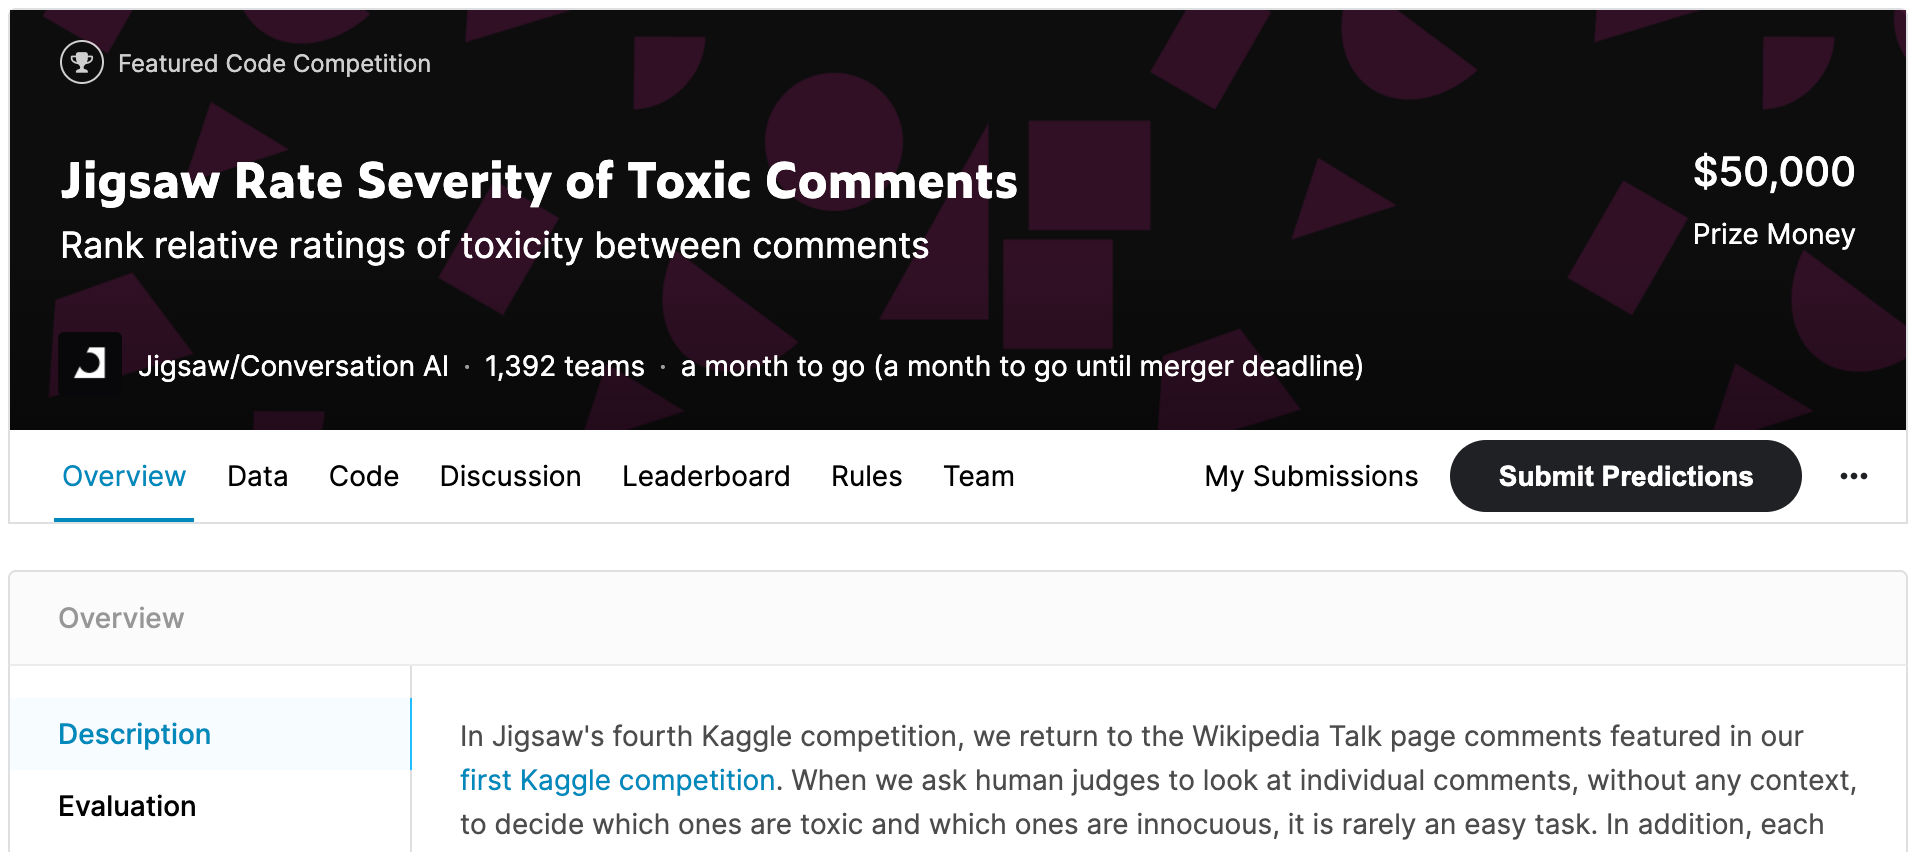 Featured Code Competition
Jigsaw Rate Severity of Toxic Comments
Rank relative ratings of toxicity between comments
$50,000
Prize Money
Jigsaw/Conversation AI · 1,392 teams · a month to go (a month to go until merger deadline)
Overview Data Code Discussion Leaderboard Rules Team My Submissions Submit Predictions •••
Overview
Description
Evaluation
In Jigsaw's fourth Kaggle competition, we return to the Wikipedia Talk page comments featured in our
first Kaggle competition. When we ask human judges to look at individual comments, without any context,
to decide which ones are toxic and which ones are innocuous, it is rarely an easy task. In addition, each